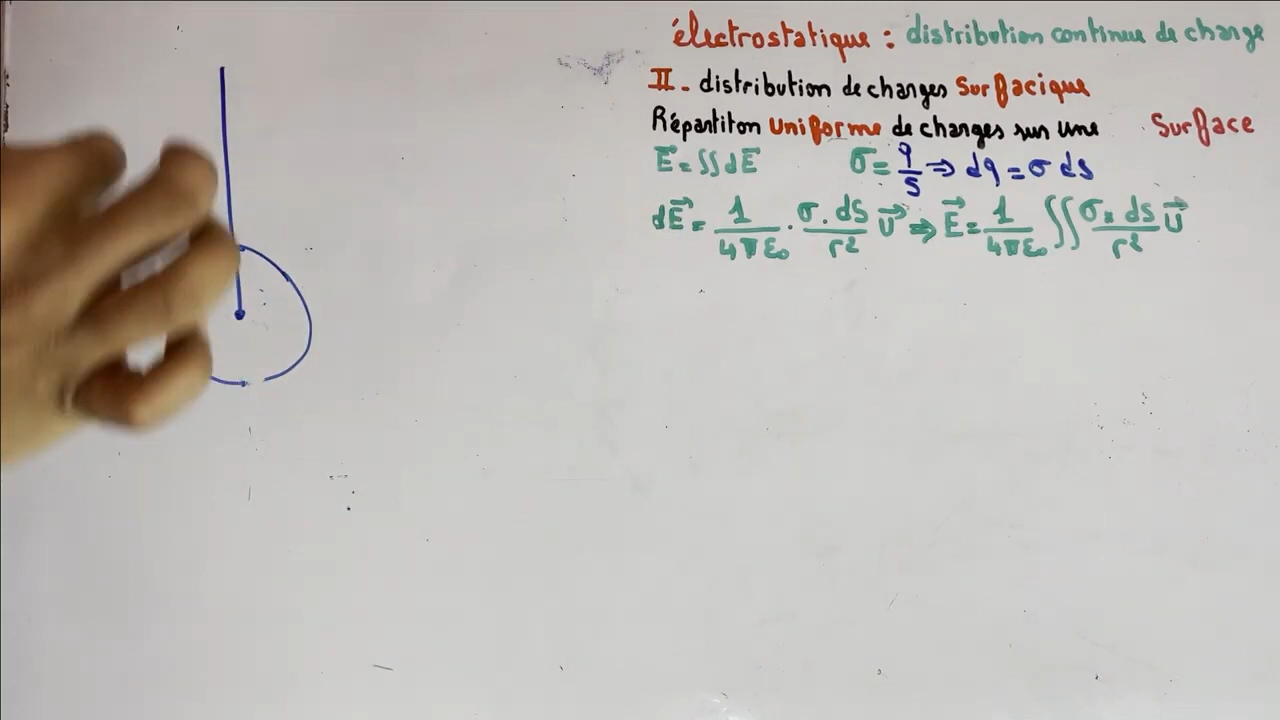 électrostatique : distribution continue de charge
II. distribution de charges surfacique
Répartiton uniforme de charges sur une surface
E⃗ = ∬ dE⃗ σ = q/S ⇒ dq = σ ds
dE⃗ = 1/4πε₀ . σ . ds/r² U⃗ ⇒ E⃗ = 1/4πε₀ ∬ σ x ds/r² U⃗